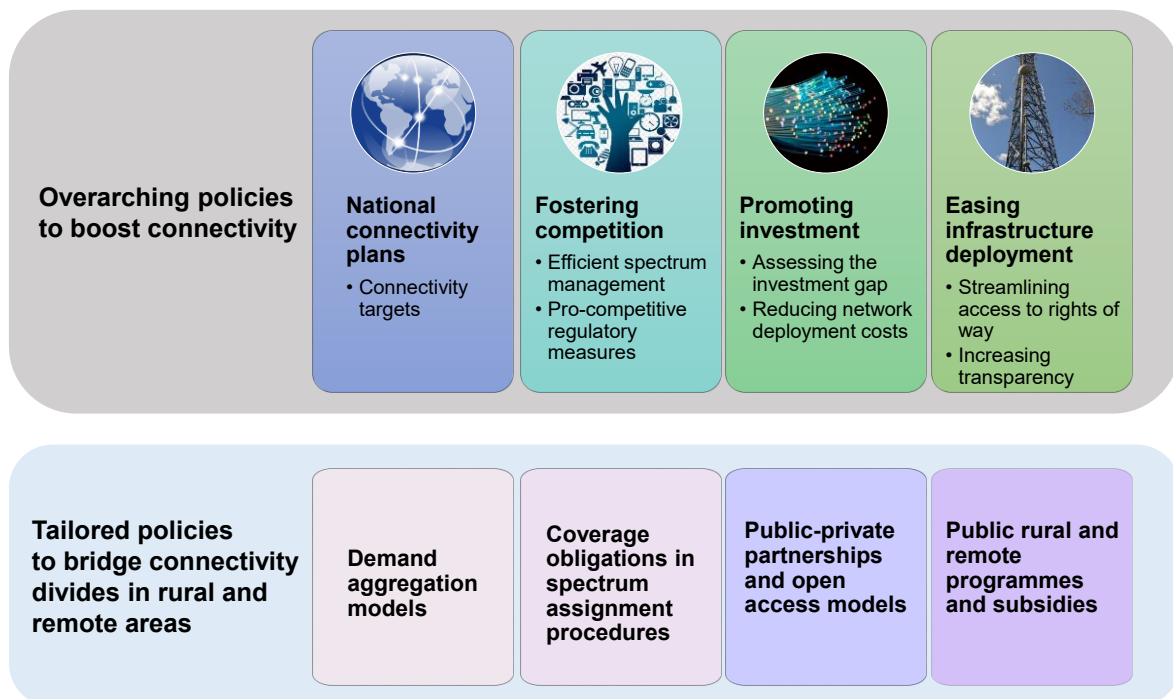 Overarching policies
to boost connectivity
National
connectivity
plans
• Connectivity
targets
Fostering
competition
• Efficient spectrum
management
• Pro-competitive
regulatory
measures
Promoting
investment
• Assessing the
investment gap
• Reducing network
deployment costs
Easing
infrastructure
deployment
• Streamlining
access to rights of
way
• Increasing
transparency
Tailored policies
to bridge connectivity
divides in rural and
remote areas
Demand
aggregation
models
Coverage
obligations in
spectrum
assignment
procedures
Public-private
partnerships
and open
access models
Public rural and
remote
programmes
and subsidies